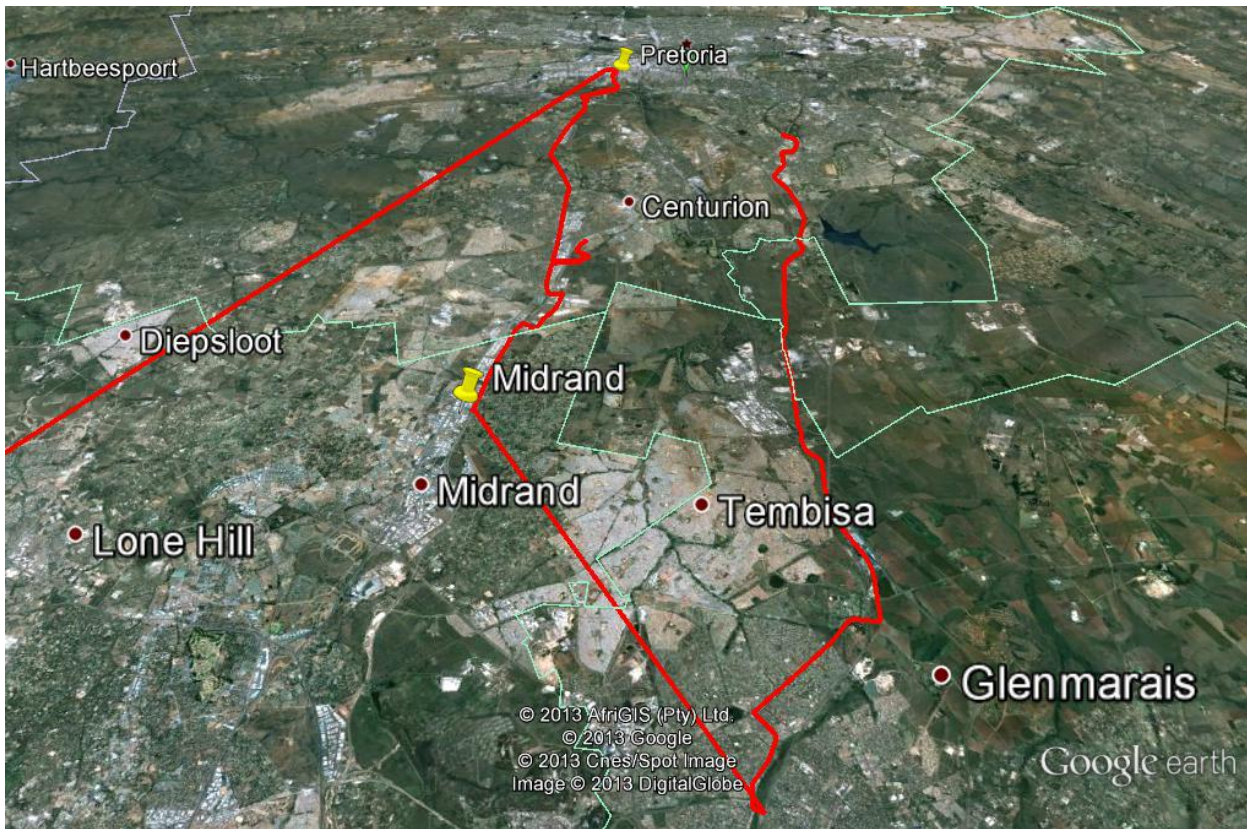 Hartbeespoort
Pretoria
Centurion
Diepsloot
Midrand
Midrand
Tembisa
Lone Hill
Glenmarais
© 2013 AfriGIS (Pty) Ltd.
© 2013 Google
© 2013 Cnes/Spot Image
Image © 2013 DigitalGlobe
Google earth